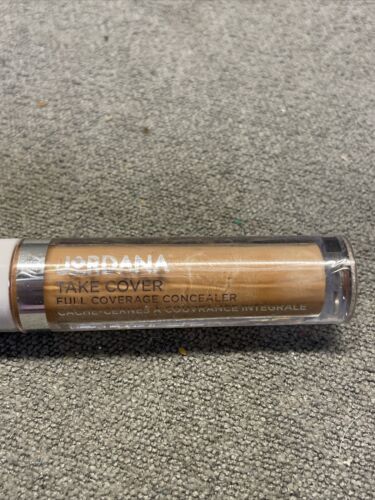 JORDANA
TAKE COVER
FULL COVERAGE CONCEALER
CACHE-CERNES À COUVRANCE INTÉGRALE